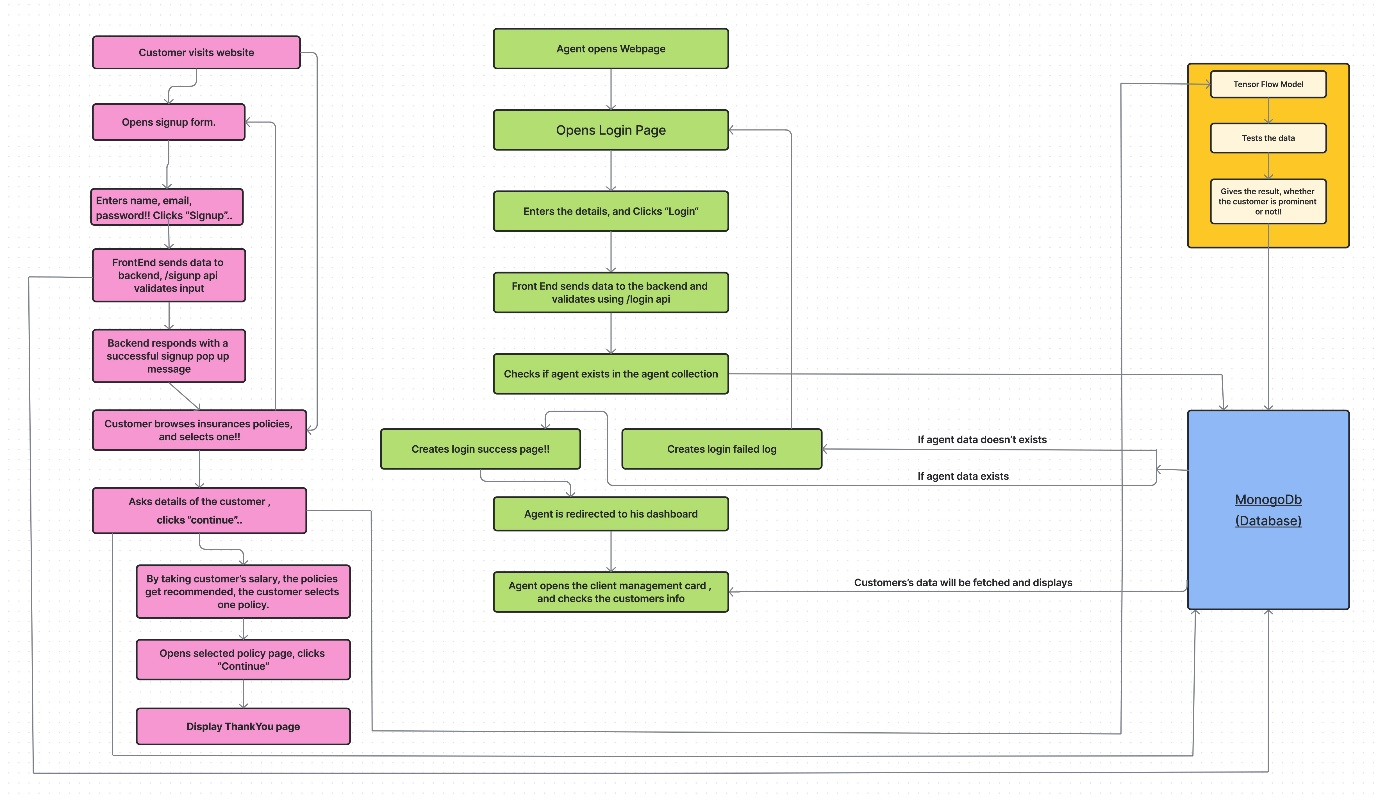 Customer visits website
Opens signup form.
Enters name, email,
password!! Clicks "Signup"..
FrontEnd sends data to
backend, /sigunp api
validates input
Backend responds with a
successful signup pop up
message
Customer browses insurances policies,
and selects one!!
Asks details of the customer ,
clicks "continue"..
By taking customer's salary, the policies
get recommended, the customer selects
one policy.
Opens selected policy page, clicks
"Continue"
Display ThankYou page
Agent opens Webpage
Opens Login Page
Enters the details, and Clicks "Login"
Front End sends data to the backend and
validates using /login api
Checks if agent exists in the agent collection
Creates login success page!!
Creates login failed log
Agent is redirected to his dashboard
Agent opens the client management card ,
and checks the customers info
If agent data doesn't exists
If agent data exists
Customers's data will be fetched and displays
Tensor Flow Model
Tests the data
Gives the result, whether
the customer is prominent
or not!!
MonogoDb
(Database)